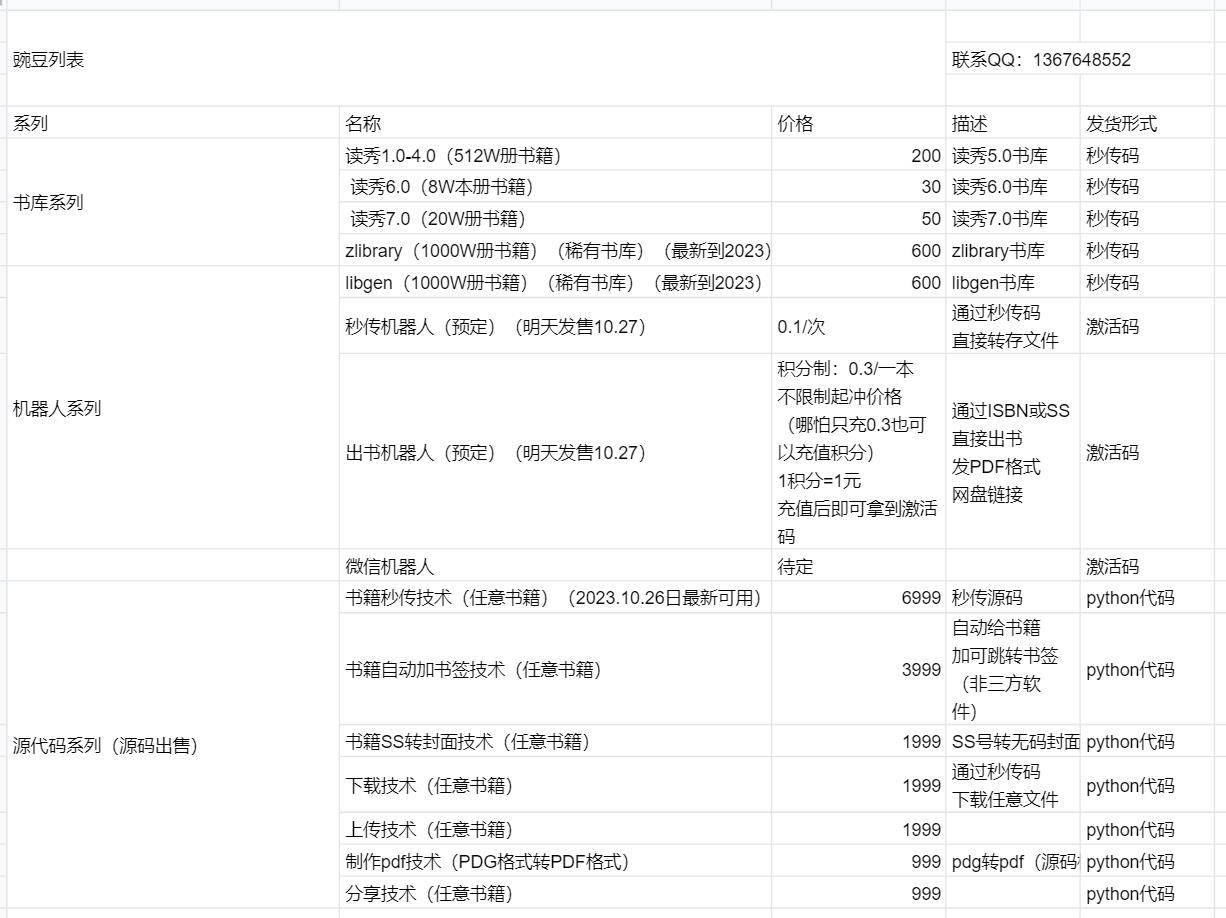 豌豆列表
联系QQ：1367648552
系列 名称 价格 描述 发货形式
书库系列
读秀1.0-4.0（512W册书籍） 200 读秀5.0书库 秒传码
读秀6.0（8W本册书籍） 30 读秀6.0书库 秒传码
读秀7.0（20W册书籍） 50 读秀7.0书库 秒传码
zlibrary（1000W册书籍）（稀有书库）（最新到2023） 600 zlibrary书库 秒传码
机器人系列
libgen（1000W册书籍）（稀有书库）（最新到2023） 600 libgen书库 秒传码
秒传机器人（预定）（明天发售10.27） 0.1/次
通过秒传码
直接转存文件
激活码
出书机器人（预定）（明天发售10.27）
积分制：0.3/一本
不限制起冲价格
（哪怕只充0.3也可
以充值积分）
1积分=1元
充值后即可拿到激活
码
通过ISBN或SS
直接出书
发PDF格式
网盘链接
激活码
微信机器人 待定 激活码
源代码系列（源码出售）
书籍秒传技术（任意书籍）（2023.10.26日最新可用） 6999 秒传源码 python代码
书籍自动加书签技术（任意书籍） 3999
自动给书籍
加可跳转书签
（非三方软
件）
python代码
书籍SS转封面技术（任意书籍） 1999 SS号转无码封面 python代码
下载技术（任意书籍） 1999
通过秒传码
下载任意文件
python代码
上传技术（任意书籍） 1999 python代码
制作pdf技术（PDG格式转PDF格式） 999 pdg转pdf（源码 python代码
分享技术（任意书籍） 999 python代码